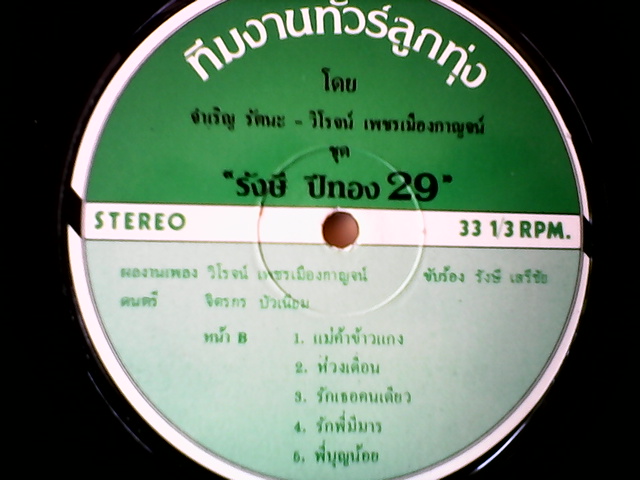 ทีมงานทัวร์ลูกทุ่ง
โดย
จำเริญ รัตนะ - วิโรจน์ เพชรเมืองกาญจน์
ชุด
"รังษี ปีทอง 29"
STEREO 33 1/3 RPM.
ผลงานเพลง วิโรจน์ เพชรเมืองกาญจน์ ขับร้อง รังษี เสรีชัย
ดนตรี จิตรกร บัวเนียม
หน้า B 1. แม่ค้าข้าวแกง
2. ห่วงเดือน
3. รักเธอคนเดียว
4. รักพี่มีมาร
5. พี่บุญน้อย